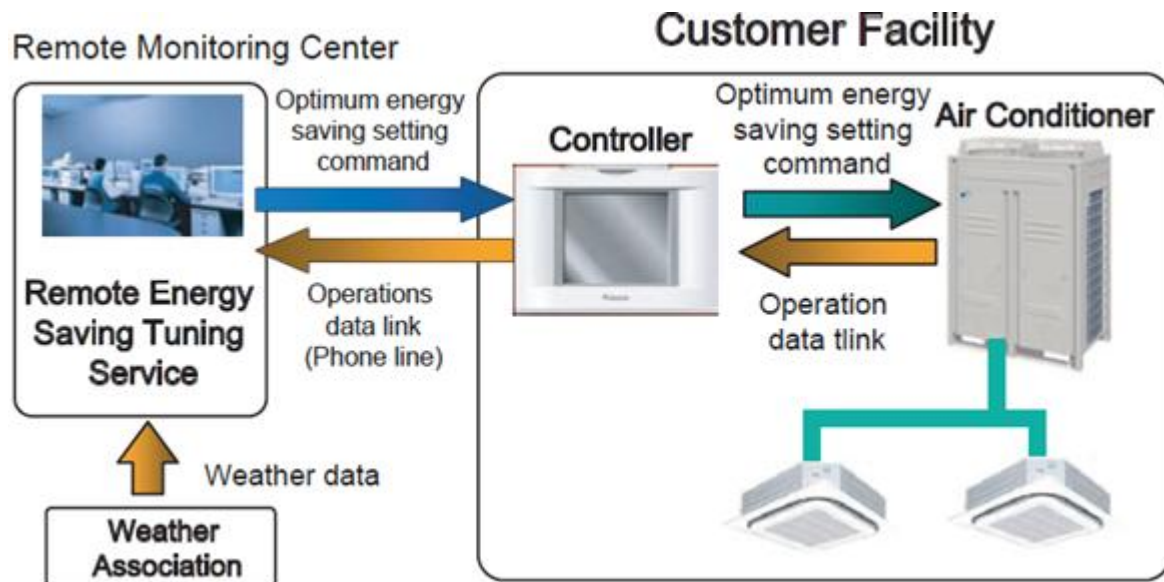 Remote Monitoring Center
Customer Facility
Optimum energy
saving setting
command
Controller
Optimum energy
saving setting
command
Air Conditioner
Remote Energy
Saving Tuning
Service
Operations
data link
(Phone line)
Operation
data tlink
Weather data
Weather
Association